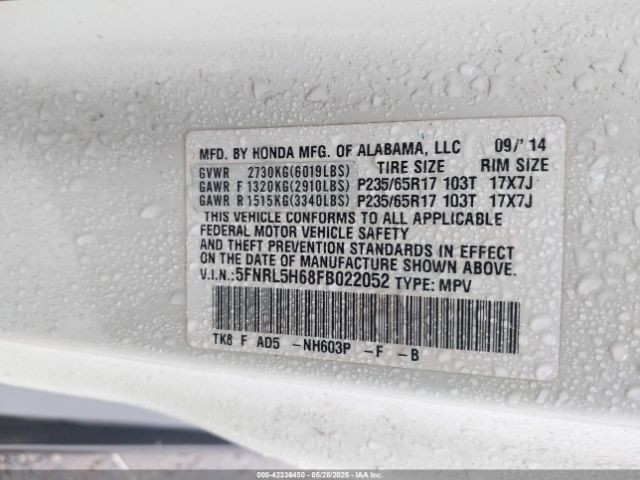 MFD. BY HONDA MFG. OF ALABAMA, LLC 09/' 14
GVWR 2730KG(6019LBS) TIRE SIZE RIM SIZE
GAWR F 1320KG(2910LBS) P235/65R17 103T 17X7J
GAWR R 1515KG(3340LBS) P235/65R17 103T 17X7J
THIS VEHICLE CONFORMS TO ALL APPLICABLE
FEDERAL MOTOR VEHICLE SAFETY
AND THEFT PREVENTION STANDARDS IN EFFECT
ON THE DATE OF MANUFACTURE SHOWN ABOVE.
V.I.N.:5FNRL5H68FB022052 TYPE: MPV
TK8 F AD5 -NH603P -F -B
000-42336450 - 05/28/2025 - IAAI.COM